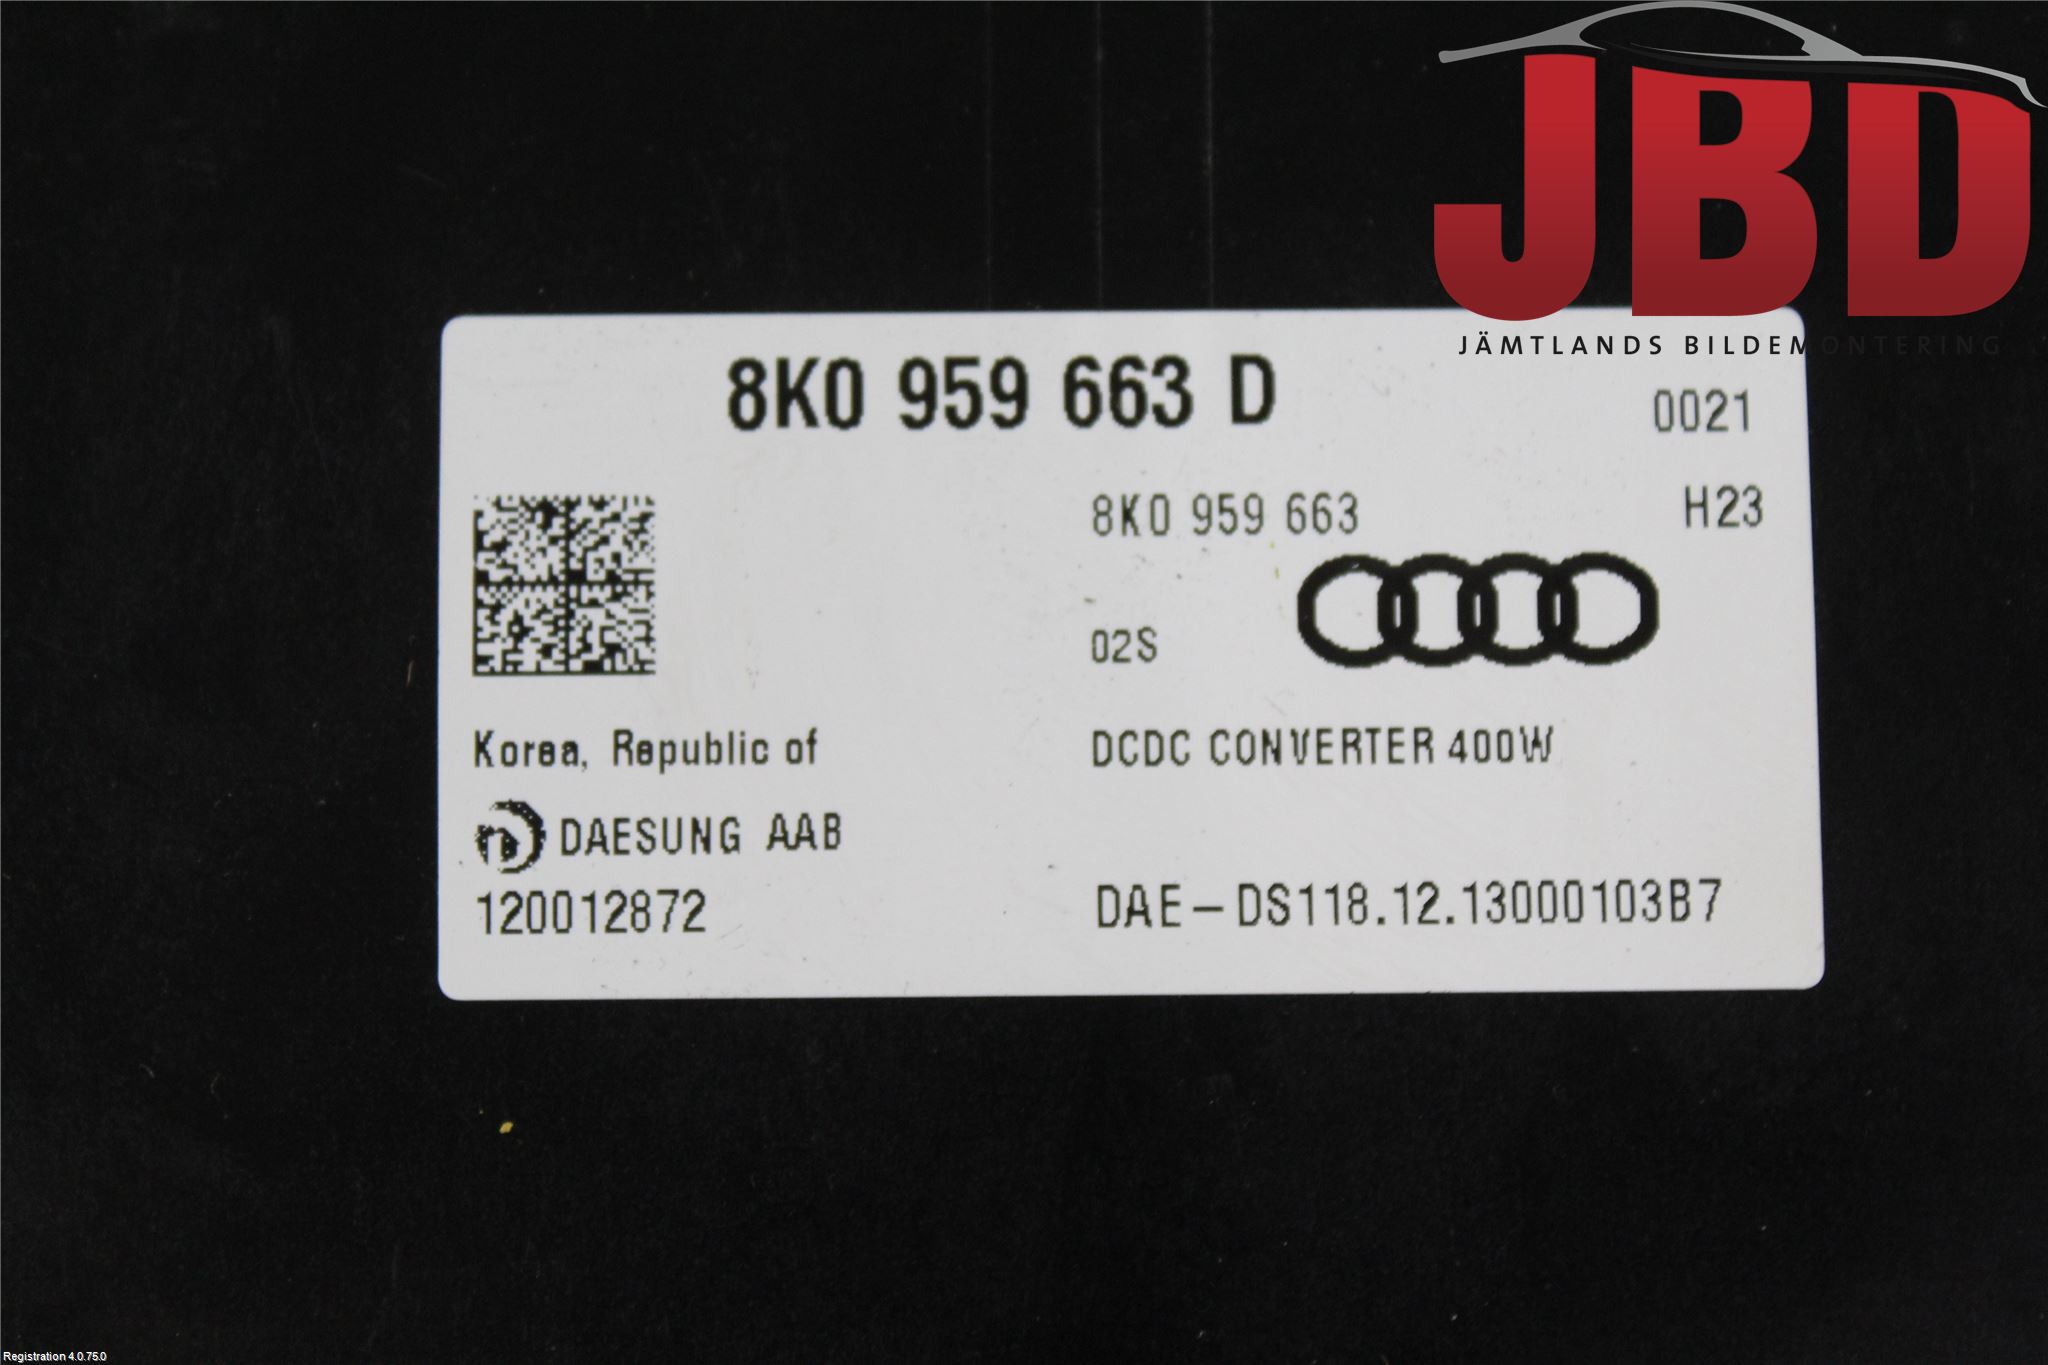 JBD
JÄMTLANDS BILDEMONTERING
8K0 959 663 D
0021
8K0 959 663
H23
02S
Korea, Republic of
DCDC CONVERTER 400W
DAESUNG AAB
120012872
DAE-DS118.12.13000103B7
Registration 4.0.75.0